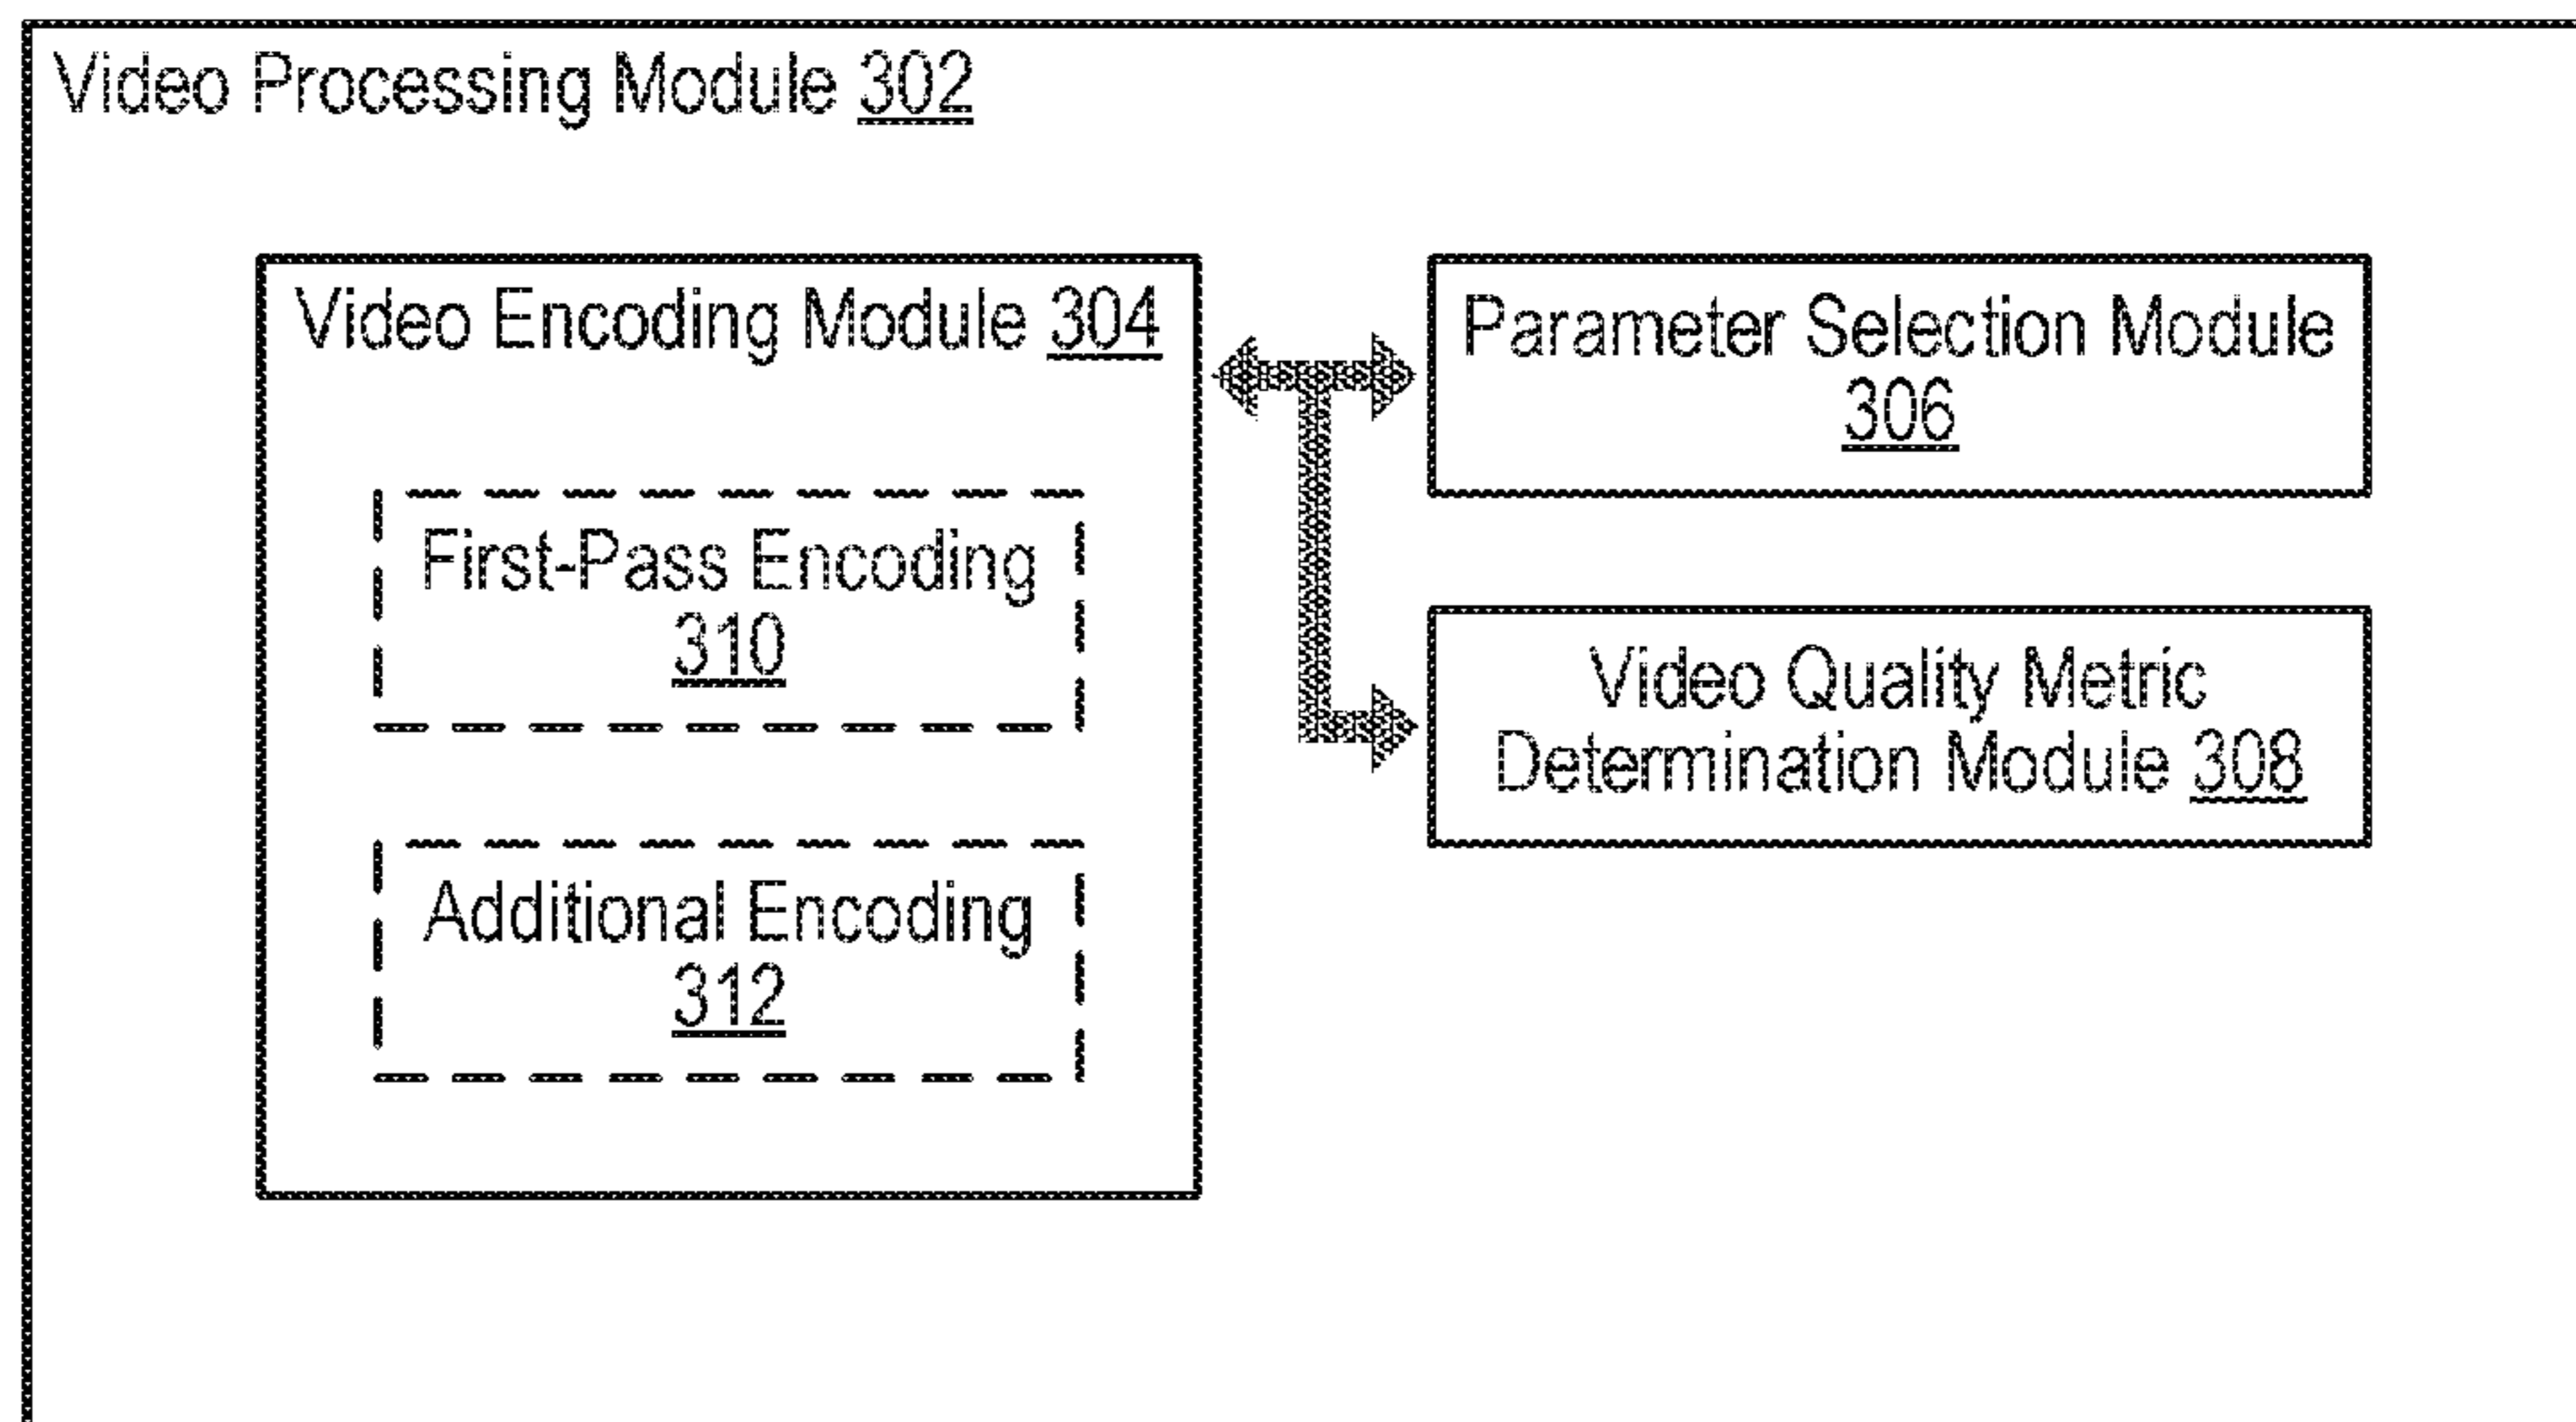 Video Processing Module 302
Video Encoding Module 304
First-Pass Encoding
310
Additional Encoding
312
Parameter Selection Module
306
Video Quality Metric
Determination Module 308